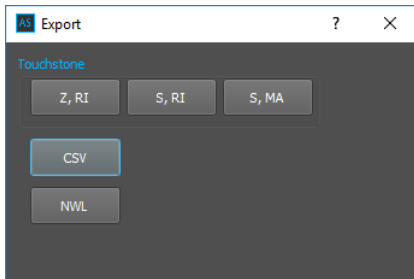 AS Export ?
Touchstone
Z, RI S, RI S, MA
CSV
NWL